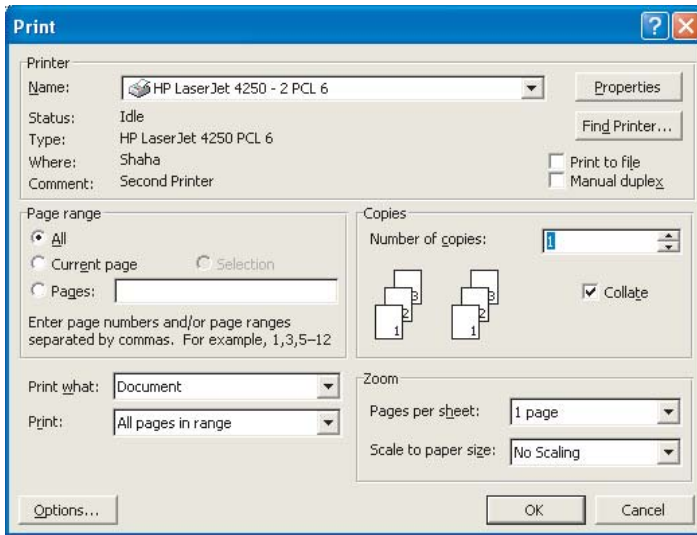 Print
Printer
Name: HP LaserJet 4250 - 2 PCL 6 Properties
Status: Idle
Find Printer...
Type: HP LaserJet 4250 PCL 6
Where: Shaha
Print to file
Comment: Second Printer
Manual duplex
Page range
All
Current page Selection
Pages:
Enter page numbers and/or page ranges
separated by commas. For example, 1,3,5–12
Copies
Number of copies: 1
3 3
2 2
1 1
Collate
Print what: Document
Print: All pages in range
Zoom
Pages per sheet: 1 page
Scale to paper size: No Scaling
Options... OK Cancel